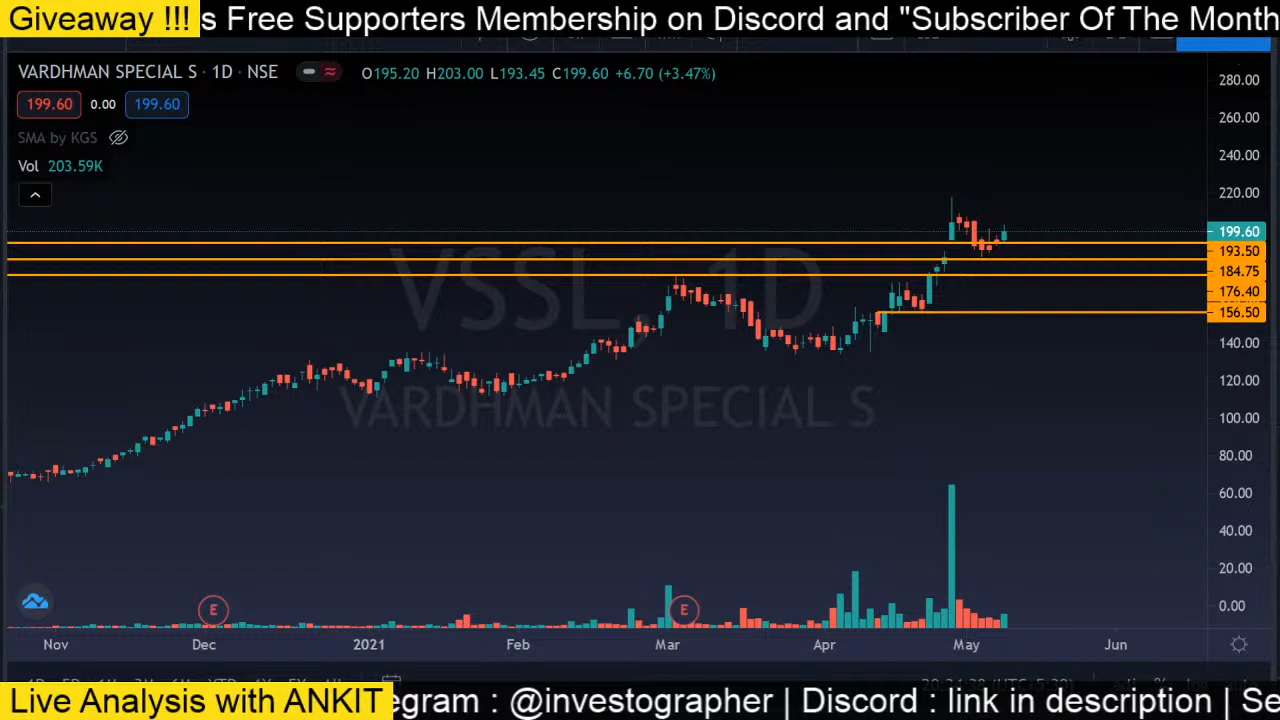 Giveaway !!! s Free Supporters Membership on Discord and "Subscriber Of The Month
VARDHMAN SPECIAL S · 1D · NSE O195.20 H203.00 L193.45 C199.60 +6.70 (+3.47%)
199.60 0.00 199.60
SMA by KGS
Vol 203.59K
280.00
260.00
240.00
220.00
199.60
193.50
184.75
176.40
156.50
140.00
120.00
100.00
80.00
60.00
40.00
20.00
0.00
VSSL, 1D
VARDHMAN SPECIAL S
E E
Nov Dec 2021 Feb Mar Apr May Jun
Live Analysis with ANKIT egram : @investographer | Discord : link in description | Se